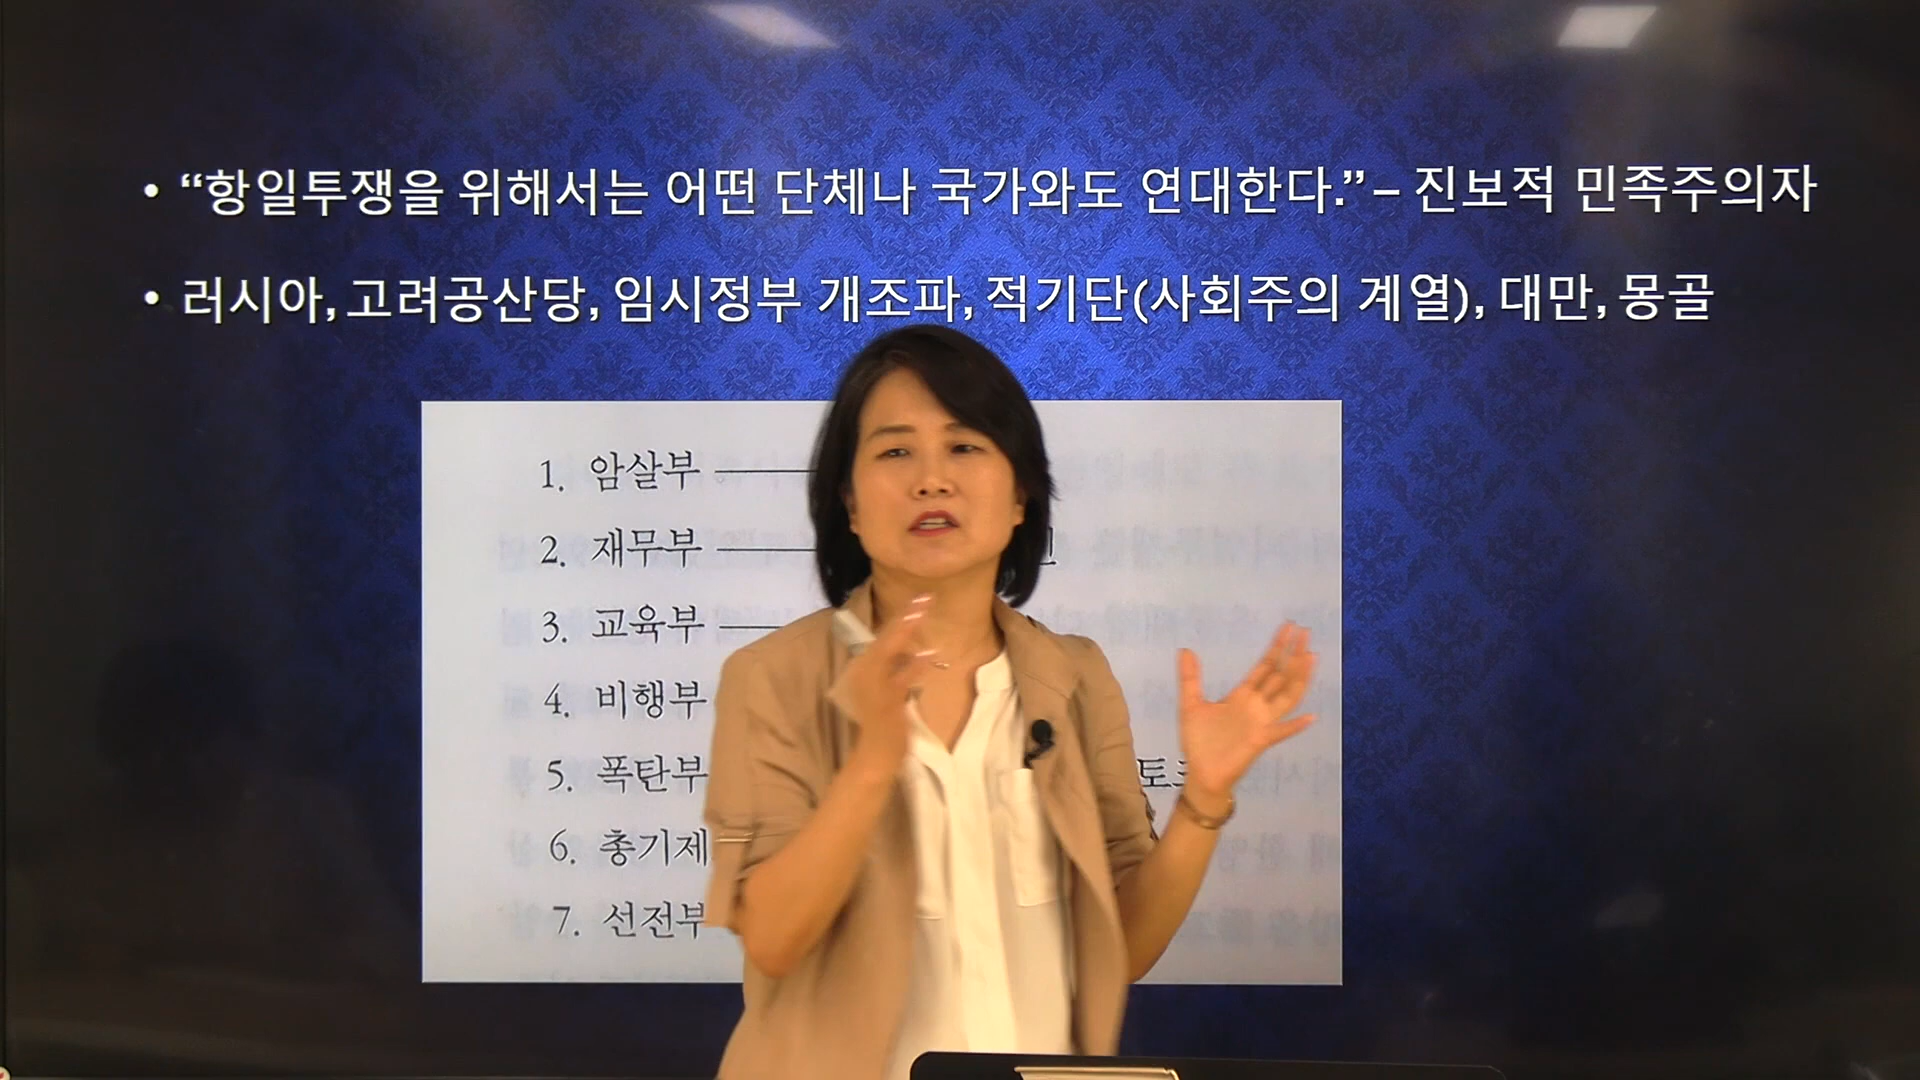 • “항일투쟁을 위해서는 어떤 단체나 국가와도 연대한다.” – 진보적 민족주의자
• 러시아, 고려공산당, 임시정부 개조파, 적기단(사회주의 계열), 대만, 몽골
1. 암살부
2. 재무부
3. 교육부
4. 비행부
5. 폭탄부
6. 총기제
7. 선전부